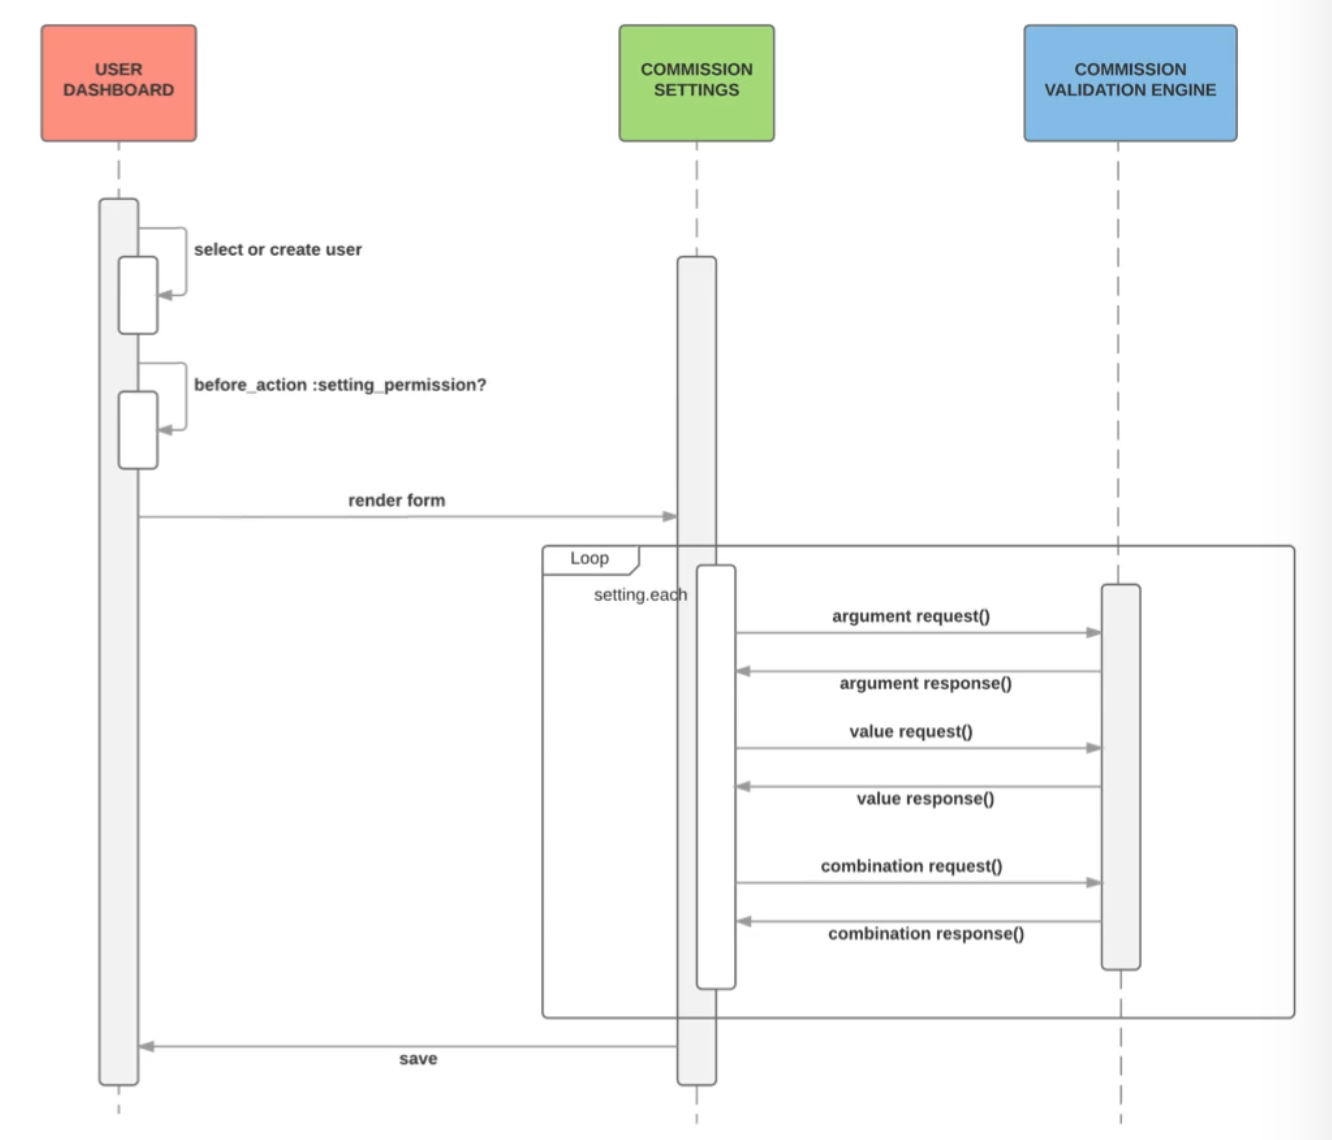 USER
DASHBOARD
COMMISSION
SETTINGS
COMMISSION
VALIDATION ENGINE
select or create user
before_action :setting_permission?
render form
Loop
setting.each
argument request()
argument response()
value request()
value response()
combination request()
combination response()
save